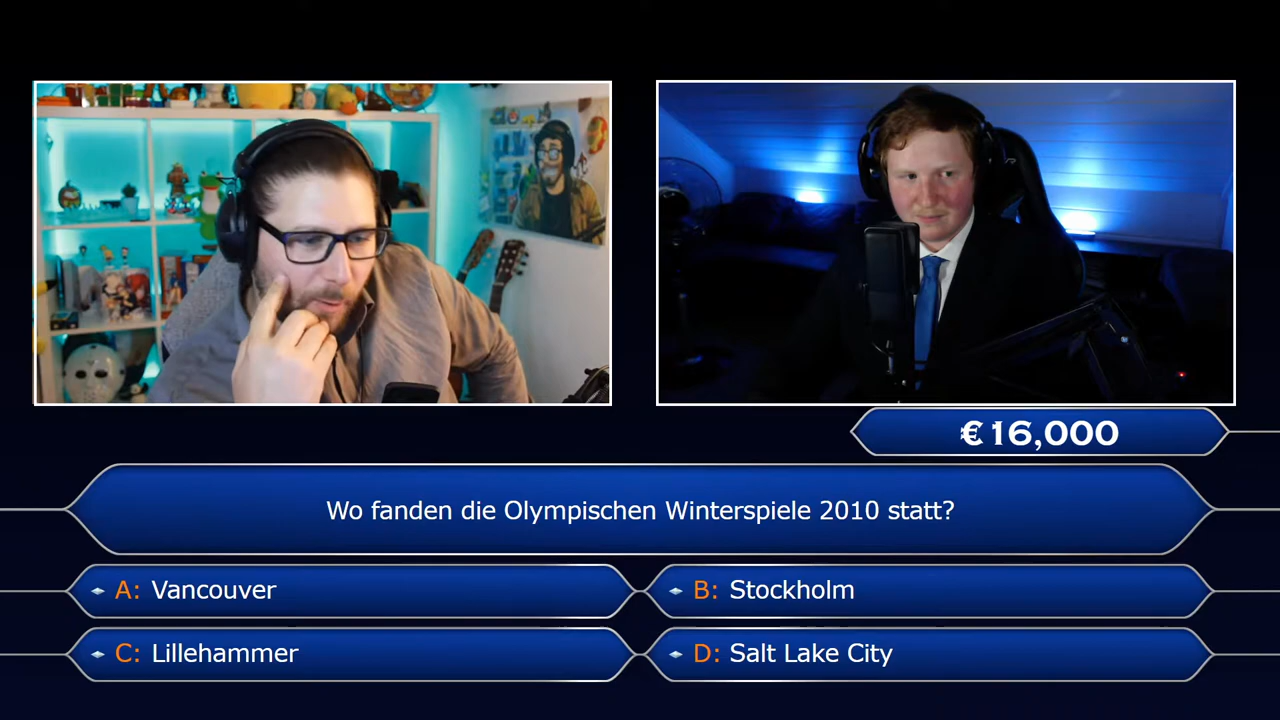 €16,000
Wo fanden die Olympischen Winterspiele 2010 statt?
A: Vancouver
B: Stockholm
C: Lillehammer
D: Salt Lake City